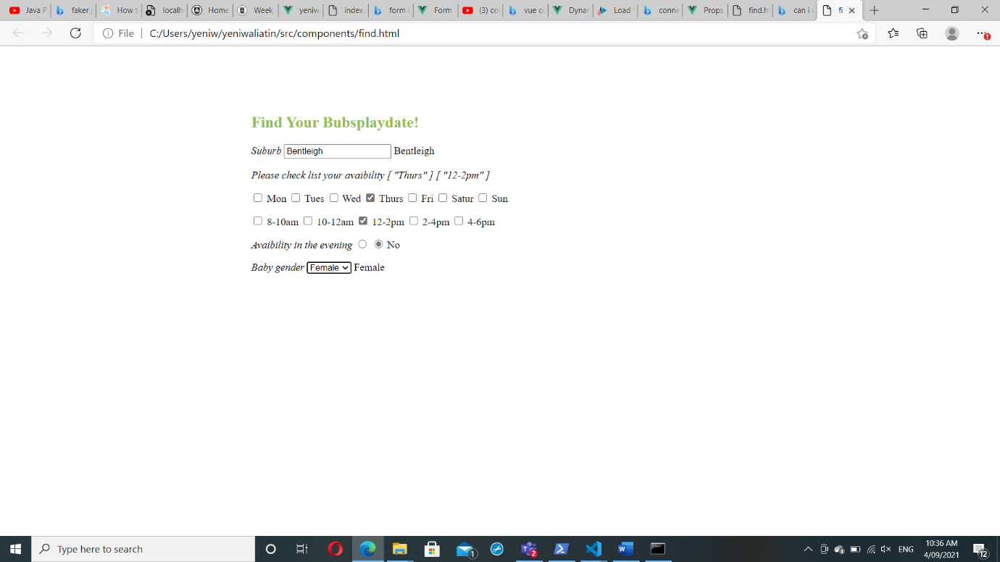 Java P faker j How t localh Home Week yeniw index. form i Form (3) co vue co Dynar Load conne Props find.ht can i u fi
File C:/Users/yeniw/yeniwaliatin/src/components/find.html
Find Your Bubsplaydate!
Suburb Bentleigh Bentleigh
Please check list your avaibility [ "Thurs" ] [ "12-2pm" ]
Mon Tues Wed Thurs Fri Satur Sun
8-10am 10-12am 12-2pm 2-4pm 4-6pm
Avaibility in the evening No
Baby gender Female Female
Type here to search 1 2 ENG 10:36 AM
4/09/2021 12